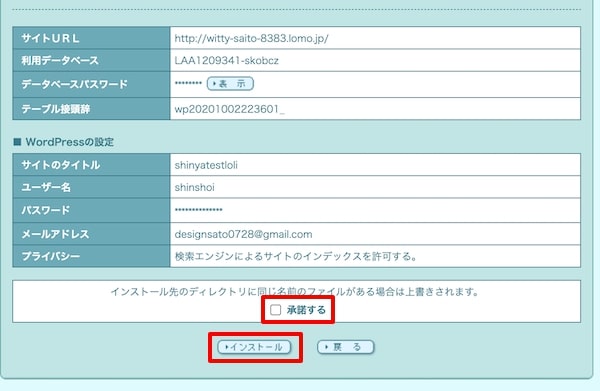 サイトＵＲＬ http://witty-saito-8383.lomo.jp/
利用データベース LAA1209341-skobcz
データベースパスワード •••••••• 表 示
テーブル接頭辞 wp20201002223601_
■ WordPressの設定
サイトのタイトル shinyatestloli
ユーザー名 shinshoi
パスワード ••••••••••••••
メールアドレス designsato0728@gmail.com
プライバシー 検索エンジンによるサイトのインデックスを許可する。
インストール先のディレクトリに同じ名前のファイルがある場合は上書きされます。
承諾する
インストール 戻 る